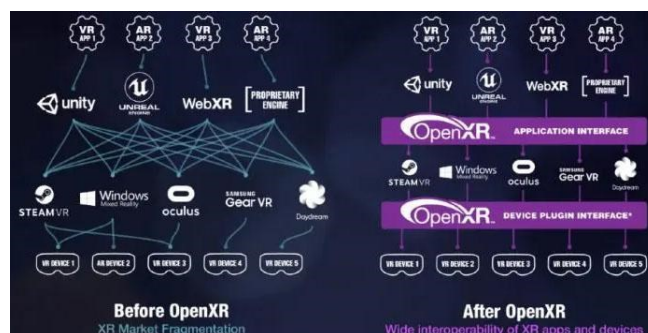 VR
APP 1
AR
APP 2
VR
APP 3
AR
APP 4
unity
UNREAL
ENGINE
WebXR
PROPRIETARY
ENGINE
STEAMVR
Windows
Mixed Reality
oculus
SAMSUNG
Gear VR
Daydream
VR DEVICE 1
AR DEVICE 2
VR DEVICE 3
VR DEVICE 4
VR DEVICE 5
Before OpenXR
XR Market Fragmentation
VR
APP 1
AR
APP 2
VR
APP 3
AR
APP 4
unity
UNREAL
ENGINE
WebXR
PROPRIETARY
ENGINE
OpenXR™ APPLICATION INTERFACE
STEAMVR
Windows
Mixed Reality
oculus
SAMSUNG
Gear VR
Daydream
OpenXR™ DEVICE PLUGIN INTERFACE*
VR DEVICE 1
VR DEVICE 2
VR DEVICE 3
VR DEVICE 4
VR DEVICE 5
After OpenXR
Wide interoperability of XR apps and devices